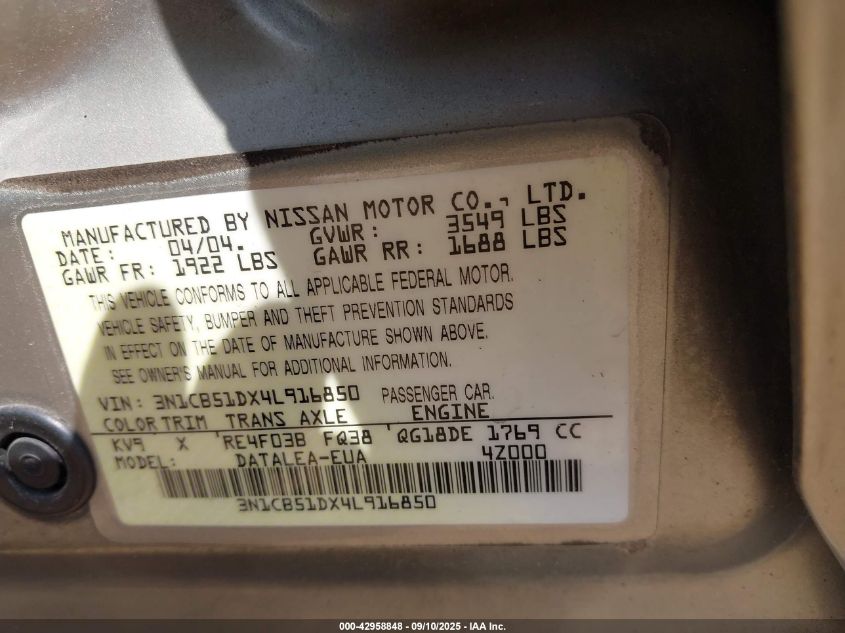 MANUFACTURED BY NISSAN MOTOR CO., LTD.
DATE: 04/04. GVWR: 3549 LBS
GAWR FR: 1922 LBS GAWR RR: 1688 LBS
THIS VEHICLE CONFORMS TO ALL APPLICABLE FEDERAL MOTOR.
VEHICLE SAFETY, BUMPER AND THEFT PREVENTION STANDARDS
IN EFFECT ON THE DATE OF MANUFACTURE SHOWN ABOVE.
SEE OWNER'S MANUAL FOR ADDITIONAL INFORMATION.
VIN: 3N1CB51DX4L916850 PASSENGER CAR.
COLOR TRIM TRANS AXLE ENGINE
KV9 X 'RE4F03B FQ38 'QG18DE 1769 CC
MODEL: DATALEA-EUA 4Z000
3N1CB51DX4L916850
000-42958848 - 09/10/2025 - IAA Inc.